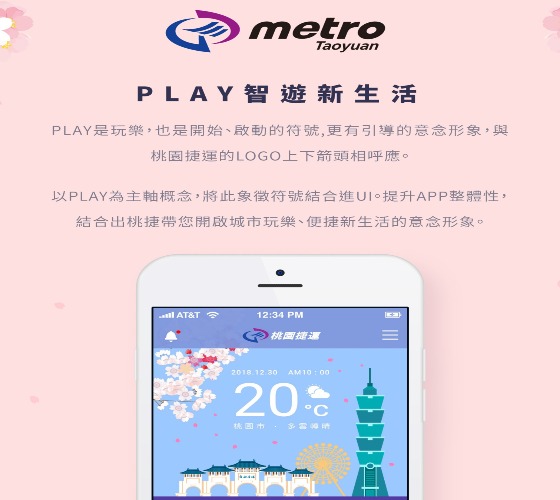 metro
Taoyuan
PLAY智遊新生活
PLAY是玩樂，也是開始、啟動的符號,更有引導的意念形象，與
桃園捷運的LOGO上下箭頭相呼應。
以PLAY為主軸概念，將此象徵符號結合進UI。提升APP整體性，
結合出桃捷帶您開啟城市玩樂、便捷新生活的意念形象。
AT&T 12:34 PM
桃園捷運
2018.12.30 AM10:00
20°C
桃園市 · 多雲導晴